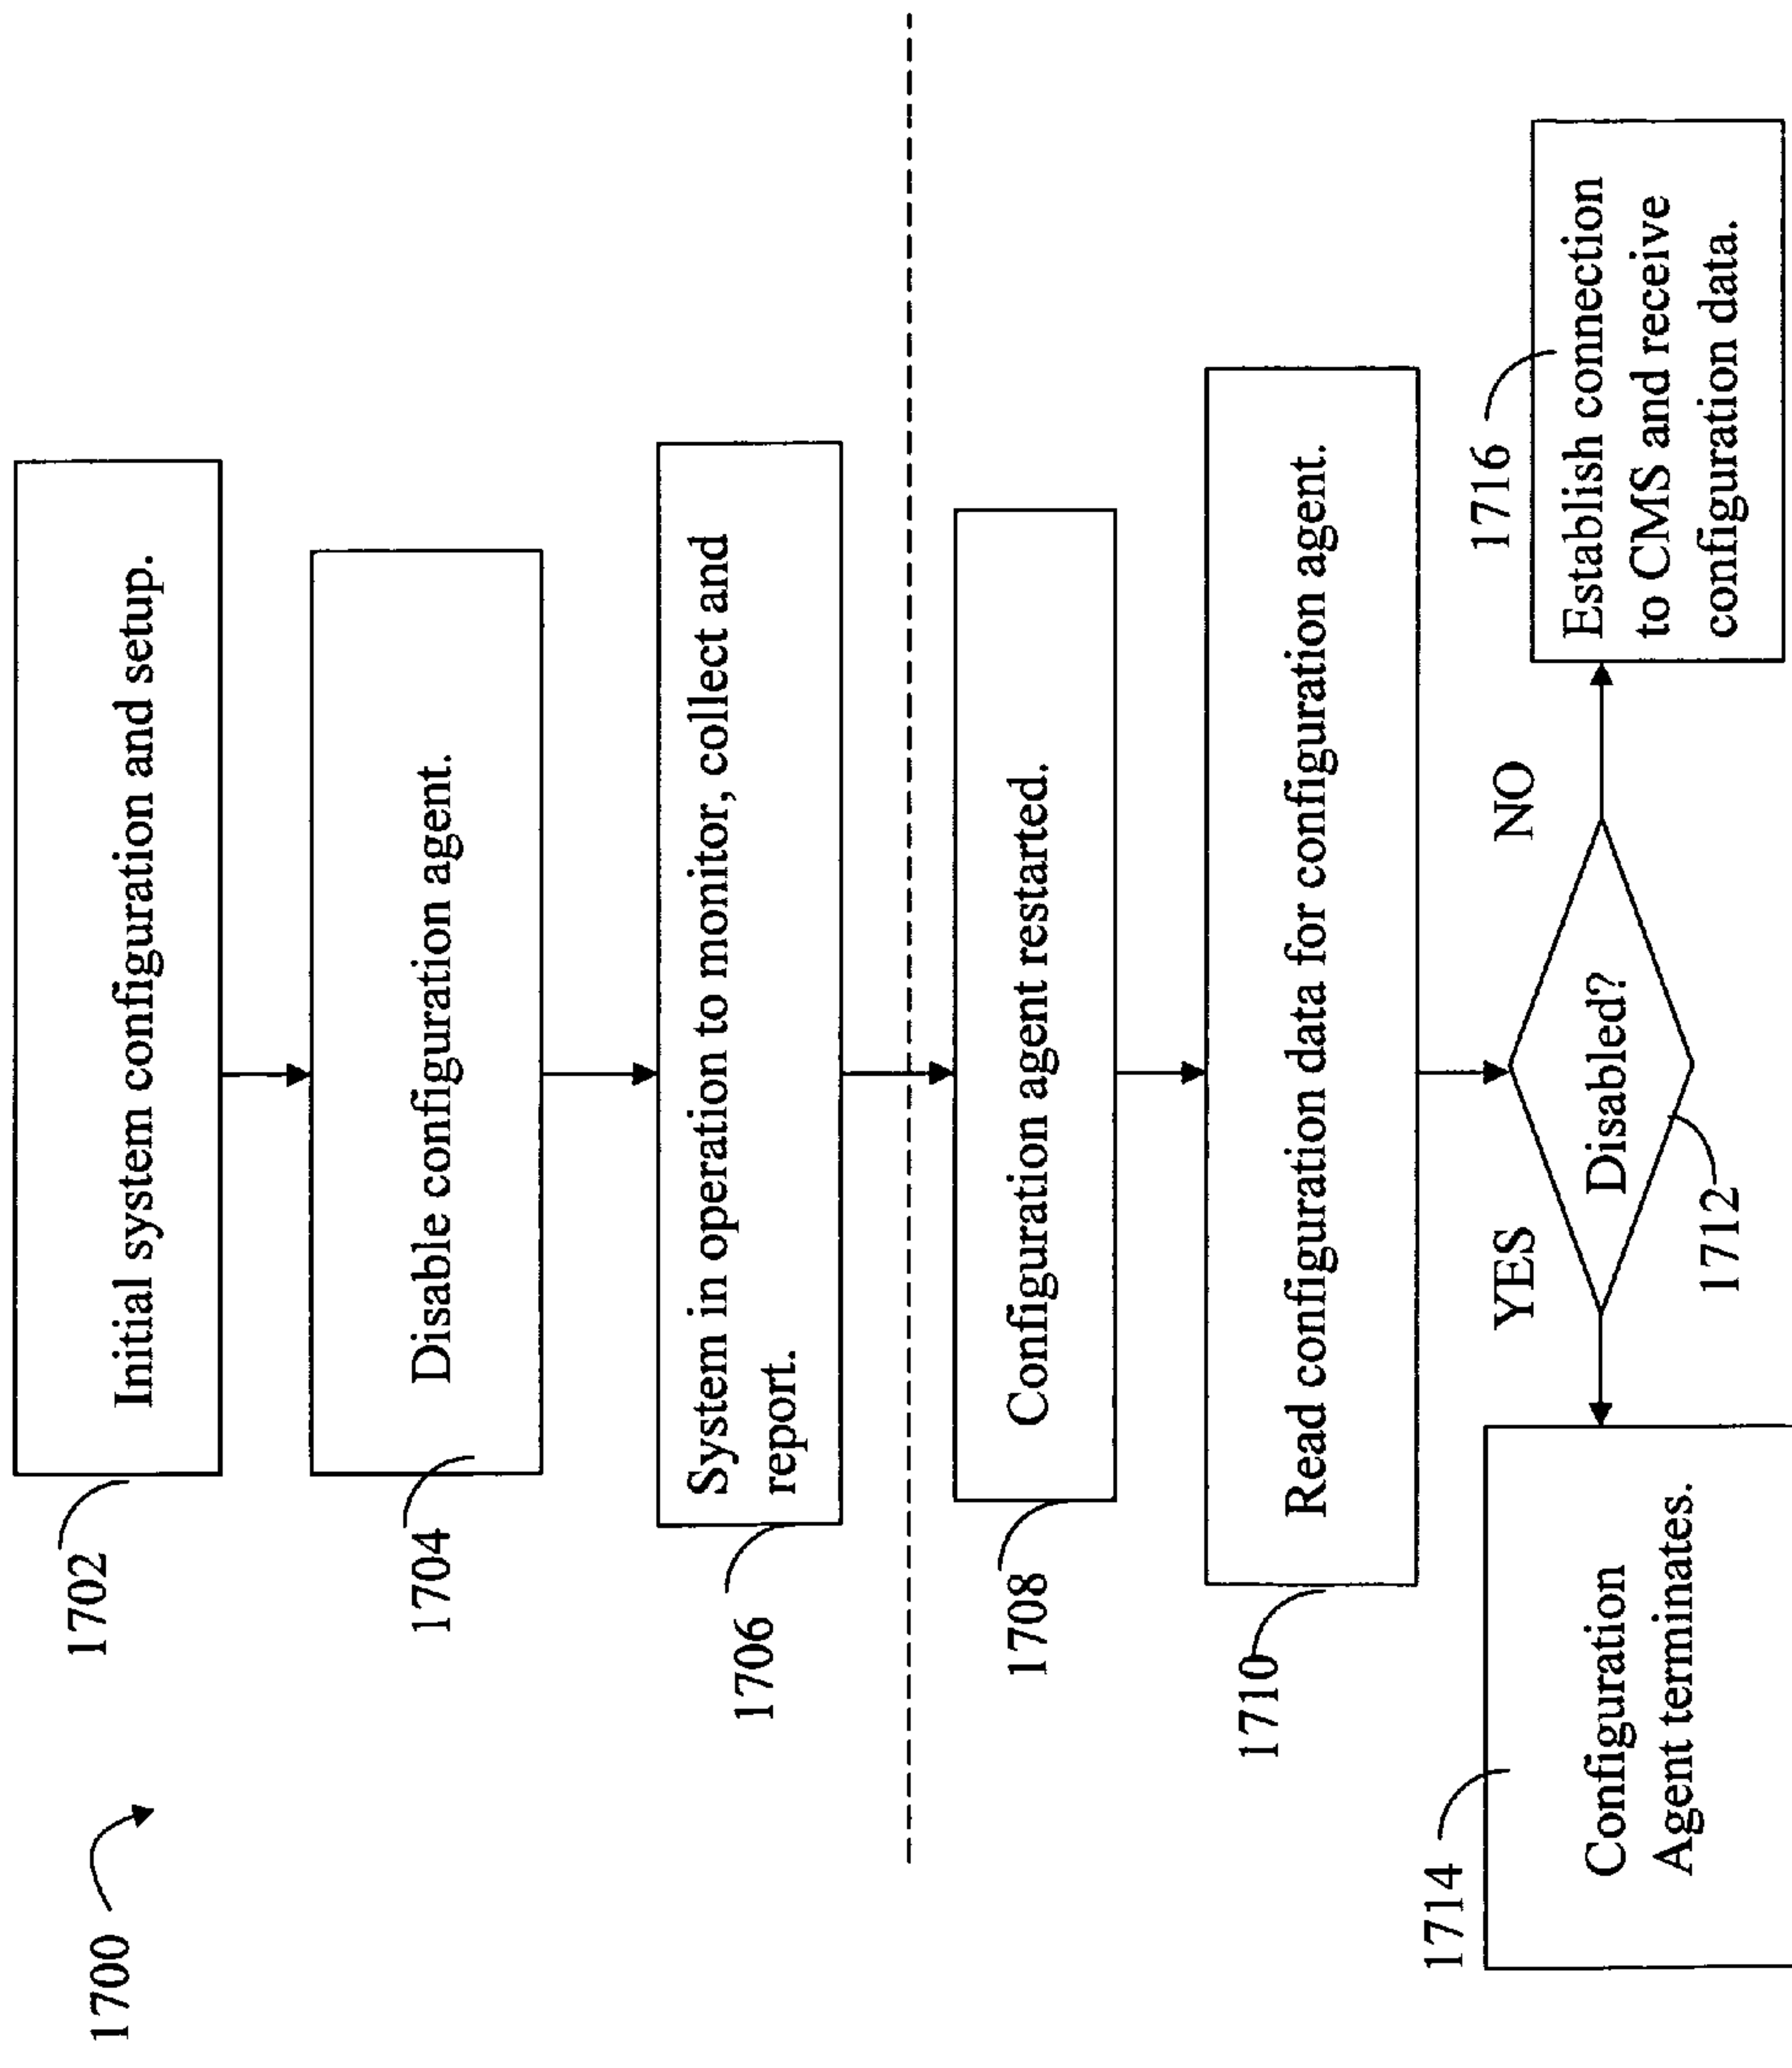 1700
1702
Initial system configuration and setup.
1704
Disable configuration agent.
1706
System in operation to monitor, collect and
report.
1708
Configuration agent restarted.
1710
Read configuration data for configuration agent.
YES
NO
Disabled?
1712
1714
Configuration
Agent terminates.
1716
Establish connection
to CMS and receive
configuration data.